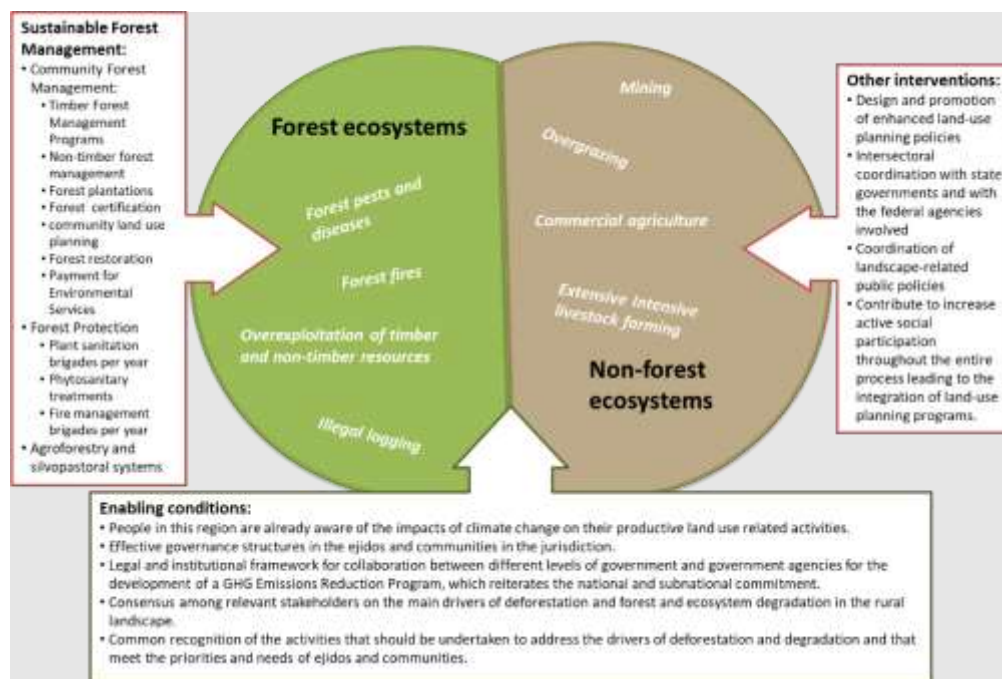 Sustainable Forest
Management:
• Community Forest
Management:
• Timber Forest
Management
Programs
• Non-timber forest
management
• Forest plantations
• Forest certification
• community land use
planning
• Forest restoration
• Payment for
Environmental
Services
• Forest Protection
• Plant sanitation
brigades per year
• Phytosanitary
treatments
• Fire management
brigades per year
• Agroforestry and
silvopastoral systems
Forest ecosystems
Forest pests and
diseases
Forest fires
Overexploitation of timber
and non-timber resources
Illegal logging
Mining
Overgrazing
Commercial agriculture
Extensive intensive
livestock farming
Non-forest
ecosystems
Other interventions:
• Design and promotion
of enhanced land-use
planning policies
• Intersectoral
coordination with state
governments and with
the federal agencies
involved
• Coordination of
landscape-related
public policies
• Contribute to increase
active social
participation
throughout the entire
process leading to the
integration of land-use
planning programs.
Enabling conditions:
• People in this region are already aware of the impacts of climate change on their productive land use related activities.
• Effective governance structures in the ejidos and communities in the jurisdiction.
• Legal and institutional framework for collaboration between different levels of government and government agencies for the
development of a GHG Emissions Reduction Program, which reiterates the national and subnational commitment.
• Consensus among relevant stakeholders on the main drivers of deforestation and forest and ecosystem degradation in the rural
landscape.
• Common recognition of the activities that should be undertaken to address the drivers of deforestation and degradation and that
meet the priorities and needs of ejidos and communities.